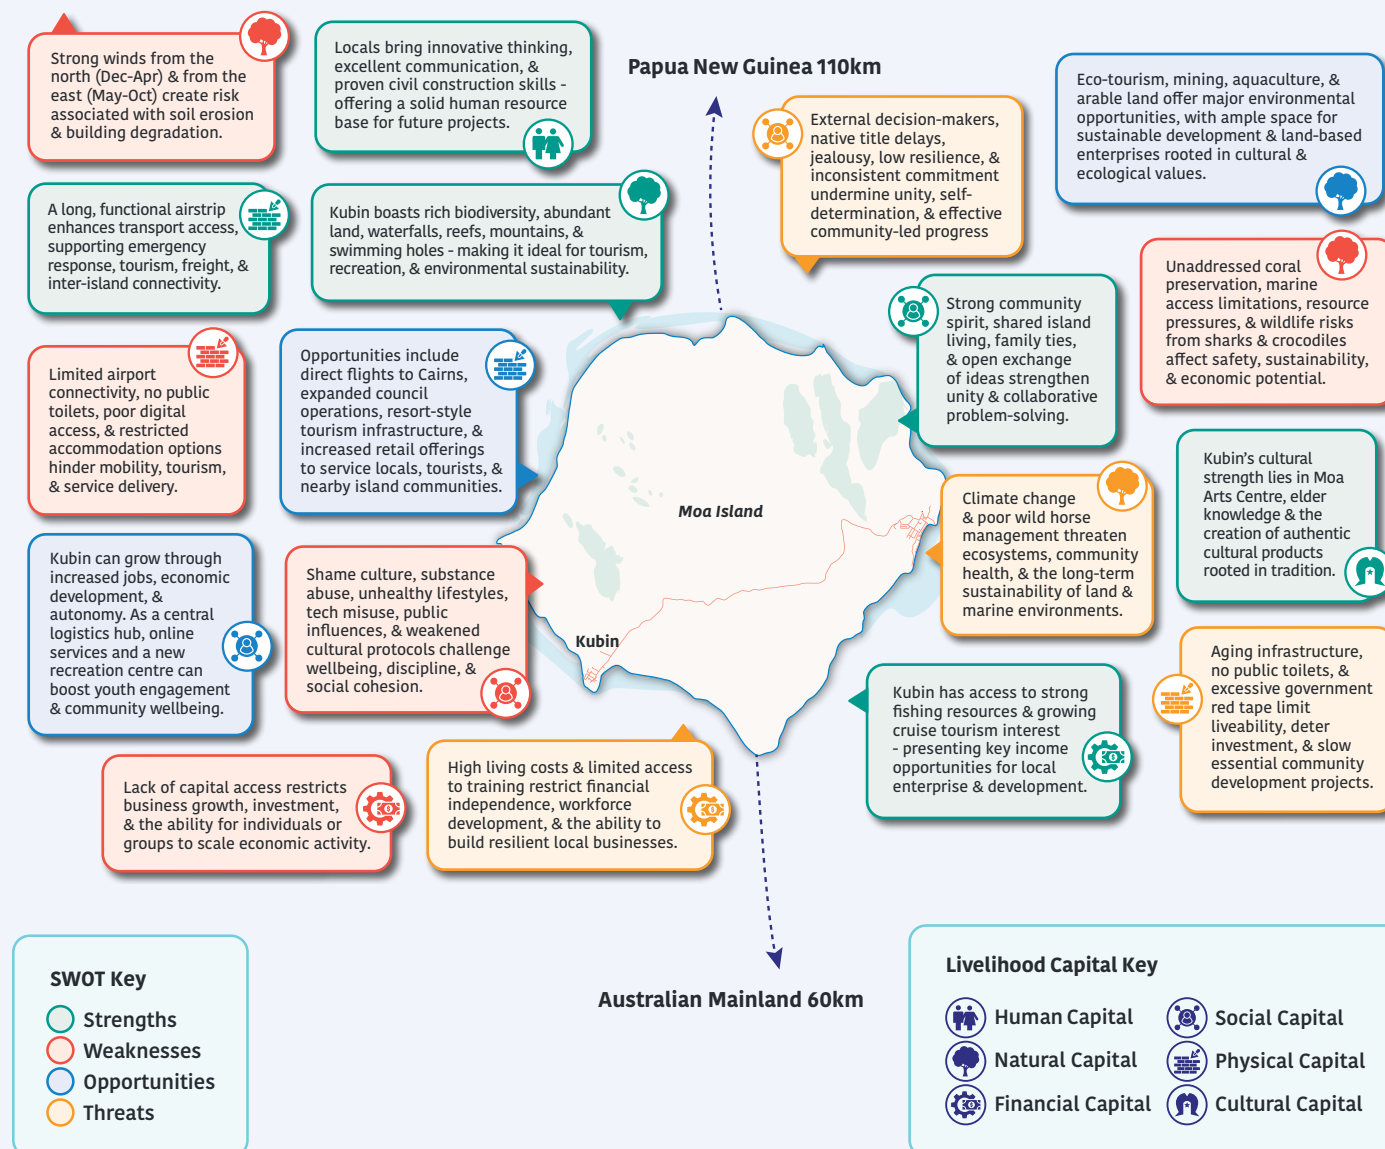 Strong winds from the
north (Dec-Apr) & from the
east (May-Oct) create risk
associated with soil erosion
& building degradation.
Locals bring innovative thinking,
excellent communication, &
proven civil construction skills -
offering a solid human resource
base for future projects.
Papua New Guinea 110km
External decision-makers,
native title delays,
jealousy, low resilience, &
inconsistent commitment
undermine unity, self-
determination, & effective
community-led progress
Eco-tourism, mining, aquaculture, &
arable land offer major environmental
opportunities, with ample space for
sustainable development & land-based
enterprises rooted in cultural &
ecological values.
A long, functional airstrip
enhances transport access,
supporting emergency
response, tourism, freight, &
inter-island connectivity.
Kubin boasts rich biodiversity, abundant
land, waterfalls, reefs, mountains, &
swimming holes - making it ideal for tourism,
recreation, & environmental sustainability.
Unaddressed coral
preservation, marine
access limitations, resource
pressures, & wildlife risks
from sharks & crocodiles
affect safety, sustainability,
& economic potential.
Strong community
spirit, shared island
living, family ties,
& open exchange
of ideas strengthen
unity & collaborative
problem-solving.
Limited airport
connectivity, no public
toilets, poor digital
access, & restricted
accommodation options
hinder mobility, tourism,
& service delivery.
Opportunities include
direct flights to Cairns,
expanded council
operations, resort-style
tourism infrastructure, &
increased retail offerings
to service locals, tourists, &
nearby island communities.
Moa Island
Kubin's cultural
strength lies in Moa
Arts Centre, elder
knowledge & the
creation of authentic
cultural products
rooted in tradition.
Climate change
& poor wild horse
management threaten
ecosystems, community
health, & the long-term
sustainability of land &
marine environments.
Kubin can grow through
increased jobs, economic
development, &
autonomy. As a central
logistics hub, online
services and a new
recreation centre can
boost youth engagement
& community wellbeing.
Shame culture, substance
abuse, unhealthy lifestyles,
tech misuse, public
influences, & weakened
cultural protocols challenge
wellbeing, discipline, &
social cohesion.
Kubin
Aging infrastructure,
no public toilets, &
excessive government
red tape limit
liveability, deter
investment, & slow
essential community
development projects.
Kubin has access to strong
fishing resources & growing
cruise tourism interest
- presenting key income
opportunities for local
enterprise & development.
Lack of capital access restricts
business growth, investment,
& the ability for individuals or
groups to scale economic activity.
High living costs & limited access
to training restrict financial
independence, workforce
development, & the ability to
build resilient local businesses.
Australian Mainland 60km
SWOT Key
Strengths
Weaknesses
Opportunities
Threats
Livelihood Capital Key
Human Capital
Social Capital
Natural Capital
Physical Capital
Financial Capital
Cultural Capital